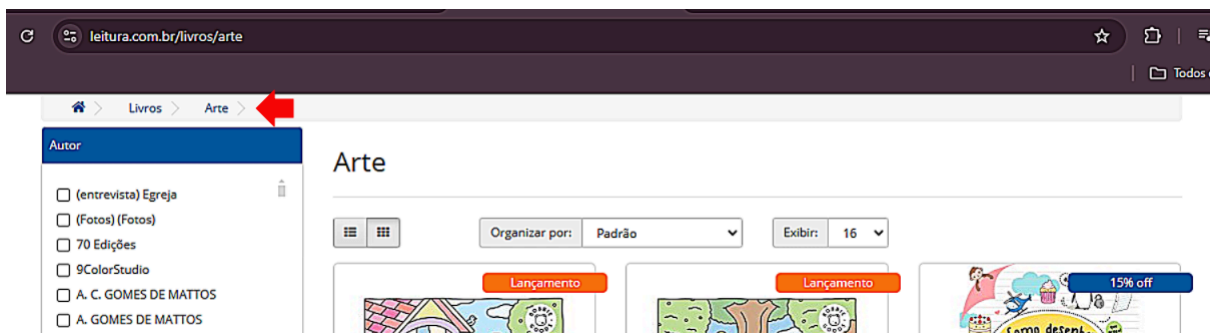 leitura.com.br/livros/arte
Todos
Livros
Arte
Autor
Arte
(entrevista) Egreja
(Fotos) (Fotos)
70 Edições
9ColorStudio
A. C. GOMES DE MATTOS
A. GOMES DE MATTOS
Organizar por: Padrão
Exibir: 16
Lançamento
Lançamento
15% off
Como